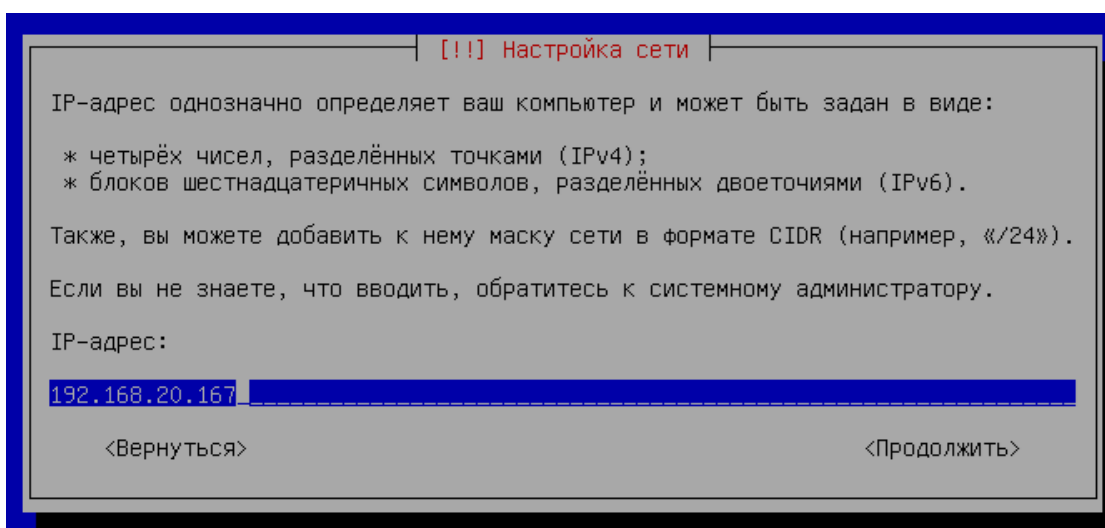 [!!] Настройка сети
IP-адрес однозначно определяет ваш компьютер и может быть задан в виде:
* четырёх чисел, разделённых точками (IPv4);
* блоков шестнадцатеричных символов, разделённых двоеточиями (IPv6).
Также, вы можете добавить к нему маску сети в формате CIDR (например, «/24»).
Если вы не знаете, что вводить, обратитесь к системному администратору.
IP-адрес:
192.168.20.167
<Вернуться> <Продолжить>